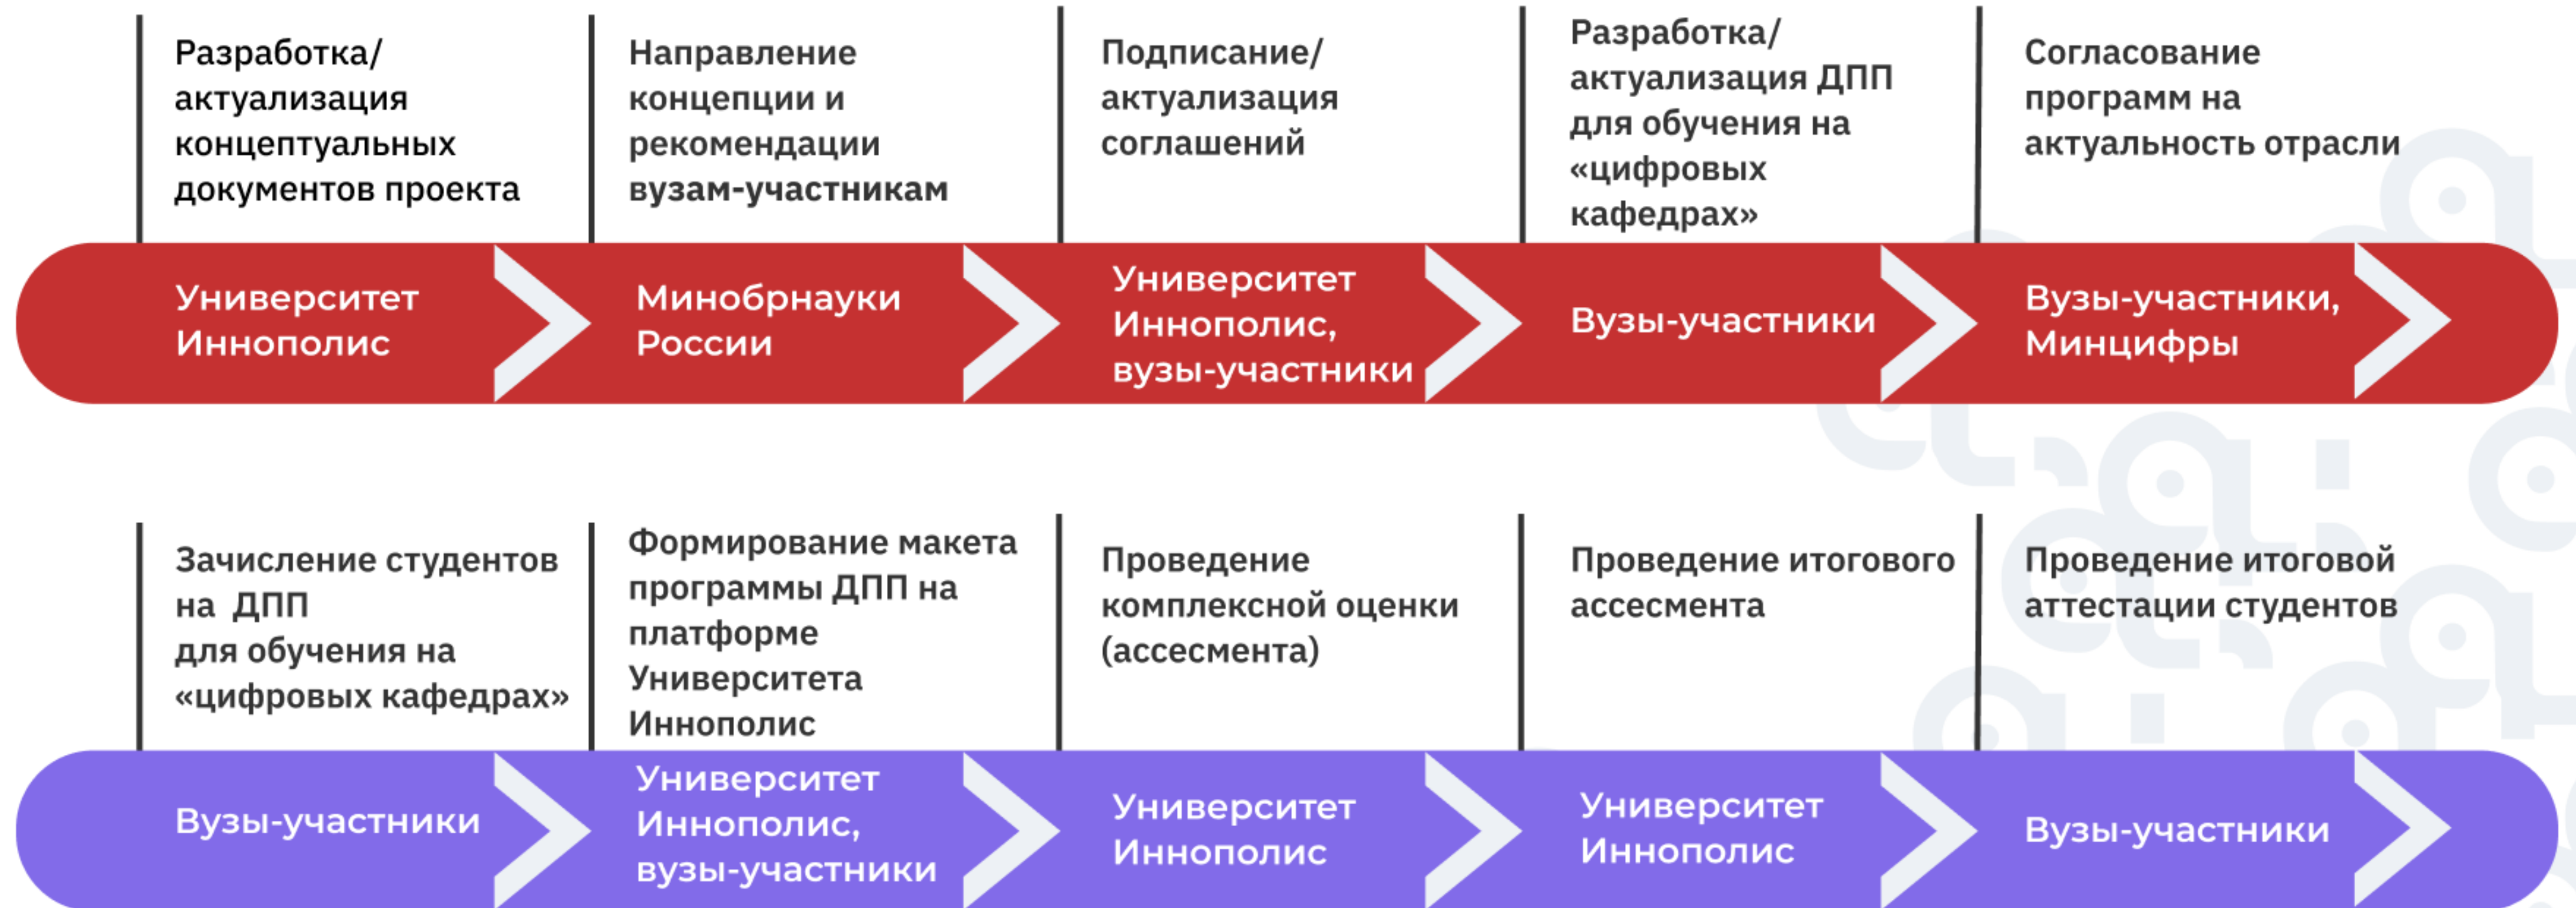 Разработка/
актуализация
концептуальных
документов проекта
Направление
концепции и
рекомендации
вузам-участникам
Подписание/
актуализация
соглашений
Разработка/
актуализация ДПП
для обучения на
«цифровых
кафедрах»
Согласование
программ на
актуальность отрасли
Университет
Иннополис
Минобрнауки
России
Университет
Иннополис,
вузы-участники
Вузы-участники
Вузы-участники,
Минцифры
Зачисление студентов
на ДПП
для обучения на
«цифровых кафедрах»
Формирование макета
программы ДПП на
платформе
Университета
Иннополис
Проведение
комплексной оценки
(ассесмента)
Проведение итогового
ассесмента
Проведение итоговой
аттестации студентов
Вузы-участники
Университет
Иннополис,
вузы-участники
Университет
Иннополис
Университет
Иннополис
Вузы-участники